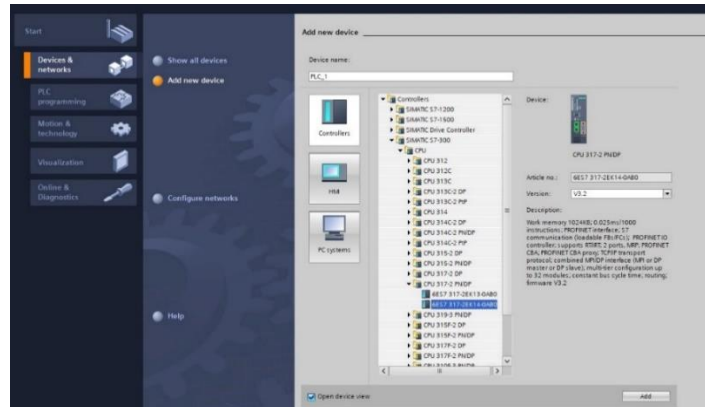 Start
Devices &
networks
PLC
programming
Motion &
technology
Visualization
Online &
Diagnostics
Show all devices
Add new device
Configure networks
Help
Add new device
Device name:
PLC_1
Controllers
HMI
PC systems
Controllers
SIMATIC S7-1200
SIMATIC S7-1500
SIMATIC Drive Controller
SIMATIC S7-300
CPU
CPU 312
CPU 312C
CPU 313C
CPU 313C-2 DP
CPU 313C-2 PtP
CPU 314
CPU 314C-2 DP
CPU 314C-2 PN/DP
CPU 314C-2 PtP
CPU 315-2 DP
CPU 315-2 PN/DP
CPU 317-2 DP
CPU 317-2 PN/DP
6ES7 317-2EK13-0AB0
6ES7 317-2EK14-0AB0
CPU 319-3 PN/DP
CPU 315F-2 DP
CPU 315F-2 PN/DP
CPU 317F-2 DP
CPU 317F-2 PN/DP
CPU 319F-3 PN/DP
Device:
CPU 317-2 PN/DP
Article no.:
6ES7 317-2EK14-0AB0
Version:
V3.2
Description:
Work memory 1024KB; 0.025ms/1000
instructions; PROFINET interface; S7
communication (loadable FBs/FCs); PROFINET IO
controller; supports RT/IRT; 2 ports; MRP; PROFINET
CBA; PROFINET CBA proxy; TCP/IP transport
protocol; combined MPI/DP interface (MPI or DP
master or DP slave); multi-tier configuration up
to 32 modules; constant bus cycle time; routing;
firmware V3.2
Open device view
Add